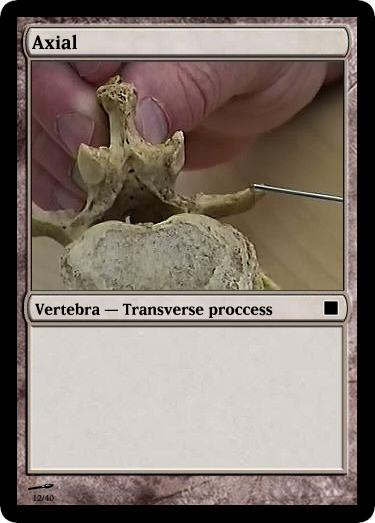 Axial
Vertebra — Transverse proccess
12/40